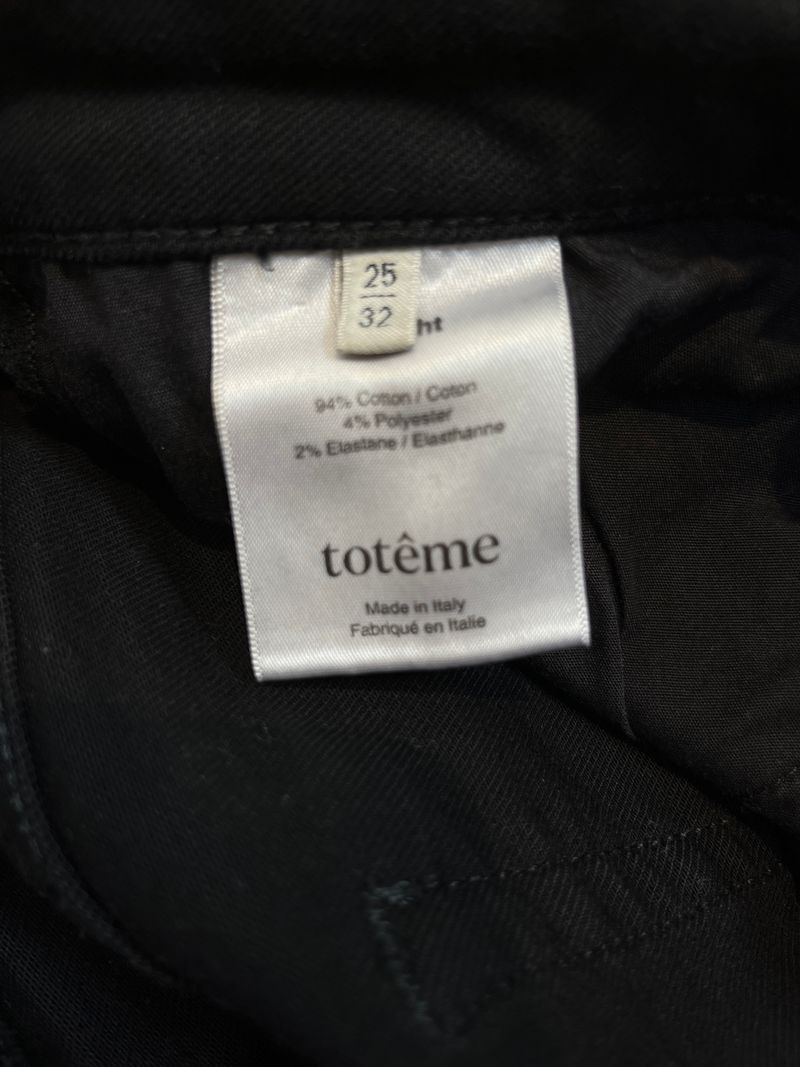 25
32
ht
94% Cotton / Coton
4% Polyester
2% Elastane / Elasthanne
totême
Made in Italy
Fabriqué en Italie